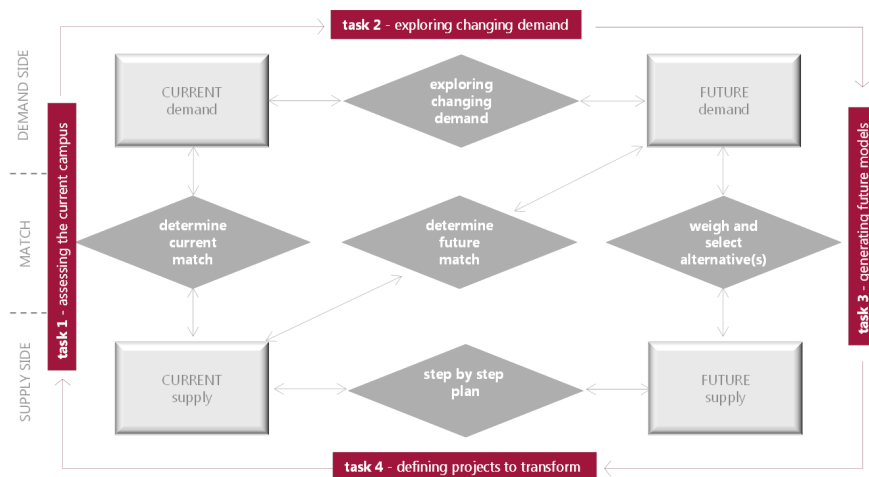 task 2 - exploring changing demand
DEMAND SIDE
MATCH
SUPPLY SIDE
task 1 - assessing the current campus
CURRENT
demand
exploring
changing
demand
FUTURE
demand
determine
current
match
determine
future
match
weigh and
select
alternative(s)
task 3 - generating future models
CURRENT
supply
step by step
plan
FUTURE
supply
task 4 - defining projects to transform